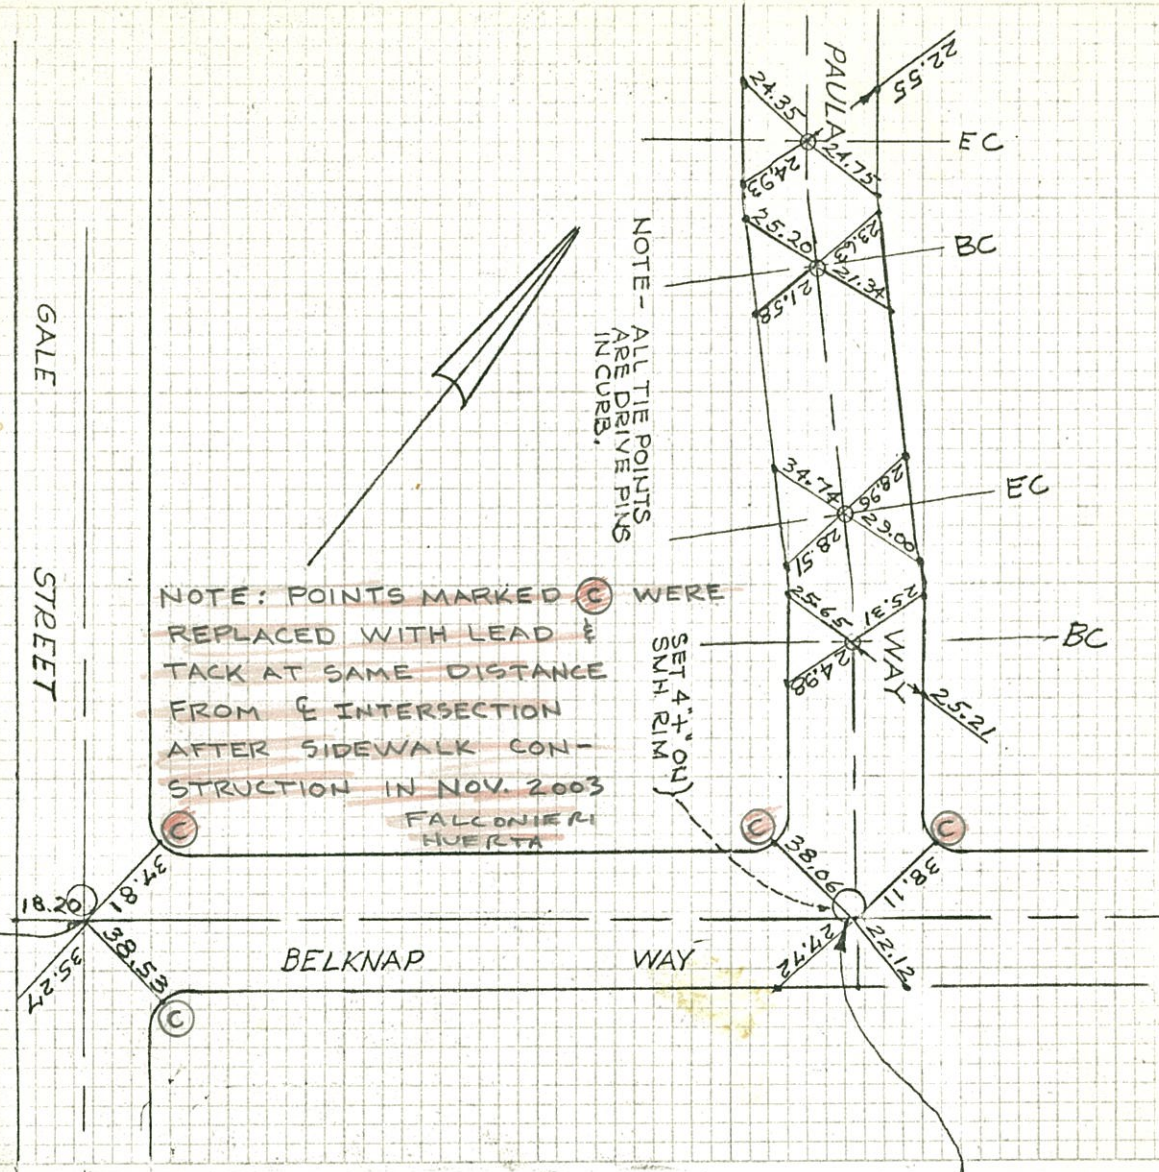 PAULA
22.55
24.35
EC
24.93
24.75
25.20
23.63
BC
21.58
21.34
NOTE- ALL TIE POINTS
ARE DRIVE PINS
IN CURB.
GALE
STREET
34.74
28.96
EC
28.51
29.00
25.65
25.31
WAY
BC
24.98
25.21
NOTE: POINTS MARKED C WERE
REPLACED WITH LEAD &
TACK AT SAME DISTANCE
FROM ℄ INTERSECTION
AFTER SIDEWALK CON-
STRUCTION IN NOV. 2003
FALCONIERI
HUERTA
SET 4"+" ON
SMH RIM
C
C
C
37.81
38.06
38.11
18.20
35.27
38.53
BELKNAP WAY
27.72
22.12
C